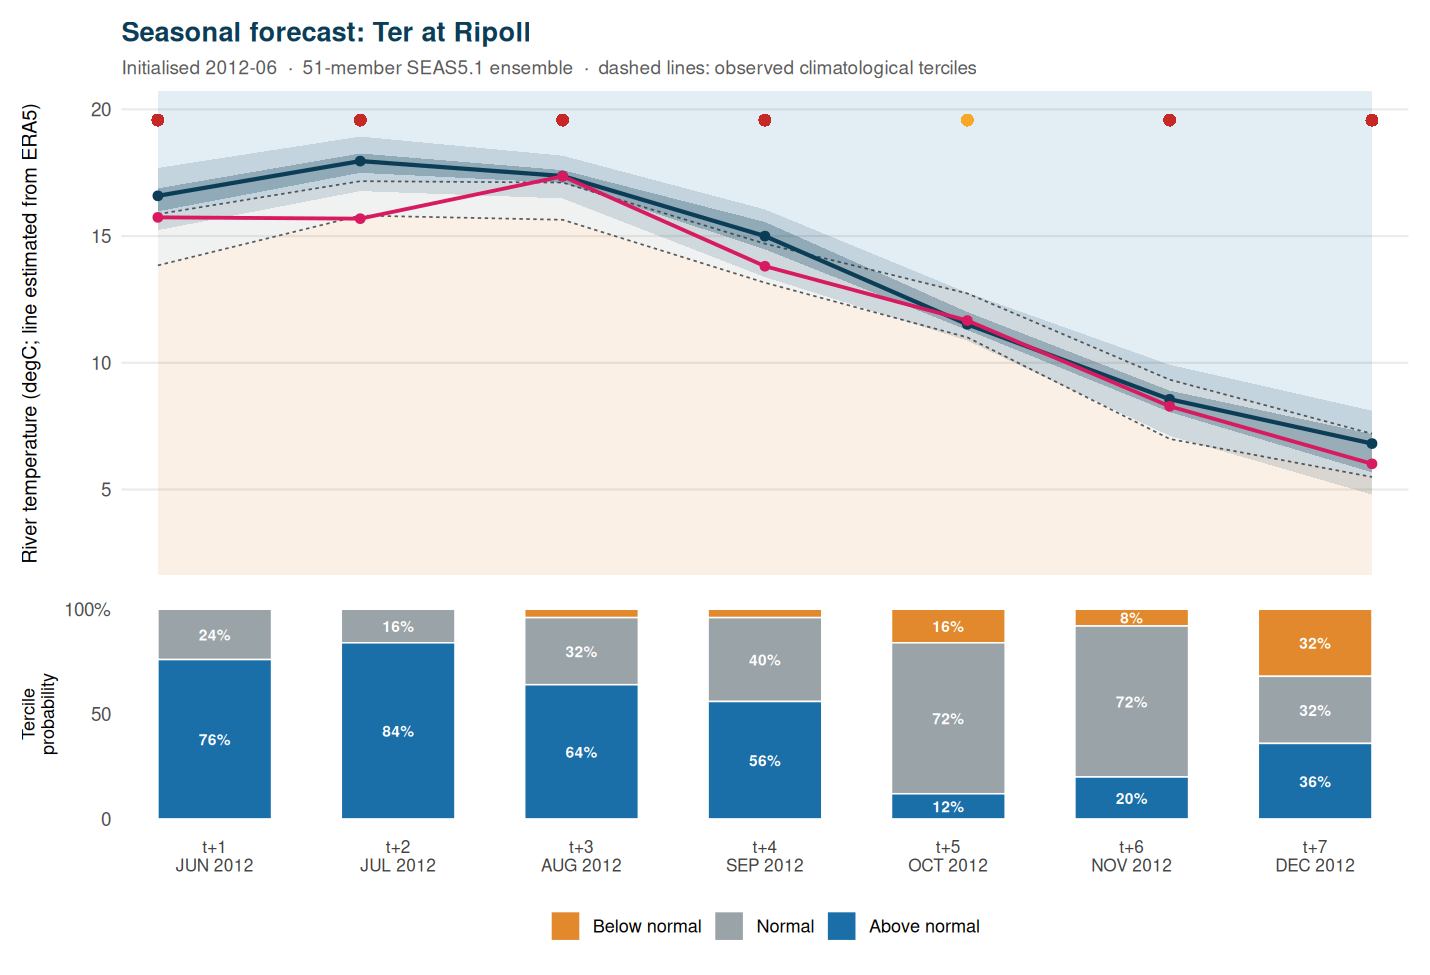 Seasonal forecast: Ter at Ripoll
Initialised 2012-06 · 51-member SEAS5.1 ensemble · dashed lines: observed climatological terciles
River temperature (degC; line estimated from ERA5)
20
15
10
5
Tercile
probability
100%
50
0
24%
76%
16%
84%
32%
64%
40%
56%
16%
72%
12%
8%
72%
20%
32%
32%
36%
t+1
JUN 2012
t+2
JUL 2012
t+3
AUG 2012
t+4
SEP 2012
t+5
OCT 2012
t+6
NOV 2012
t+7
DEC 2012
Below normal
Normal
Above normal